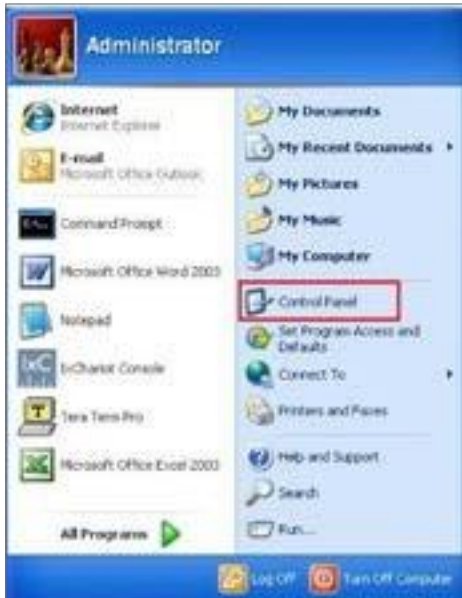 Administrator
Internet
Internet Explorer
E-mail
Microsoft Office Outlook
Command Prompt
Microsoft Office Word 2003
Notepad
IxChariot Console
Tera Term Pro
Microsoft Office Excel 2003
All Programs
My Documents
My Recent Documents
My Pictures
My Music
My Computer
Control Panel
Set Program Access and
Defaults
Connect To
Printers and Faxes
Help and Support
Search
Run...
Log Off
Turn Off Computer